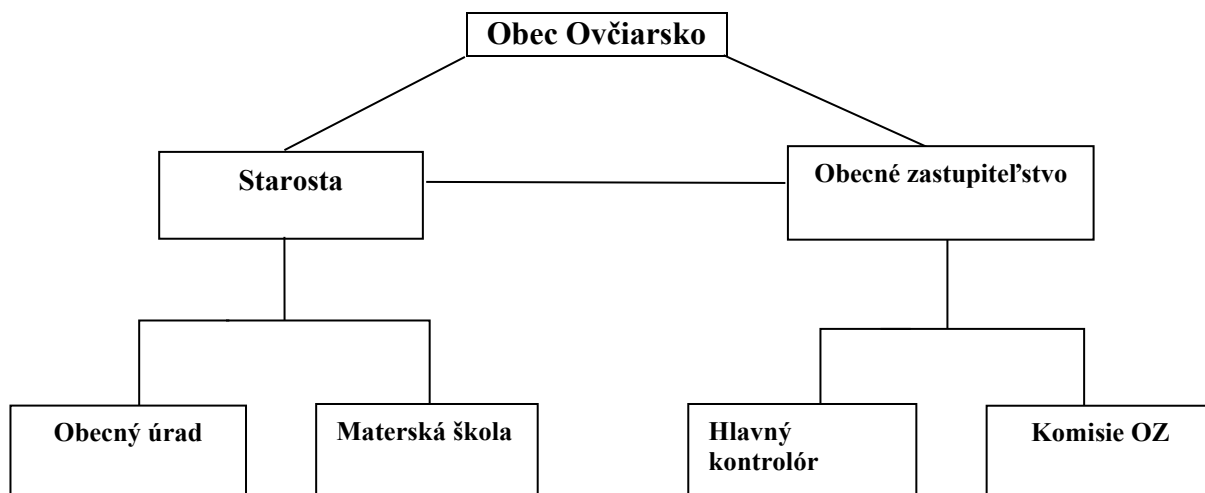 Obec Ovčiarsko
Starosta
Obecné zastupiteľstvo
Obecný úrad
Materská škola
Hlavný
kontrolór
Komisie OZ